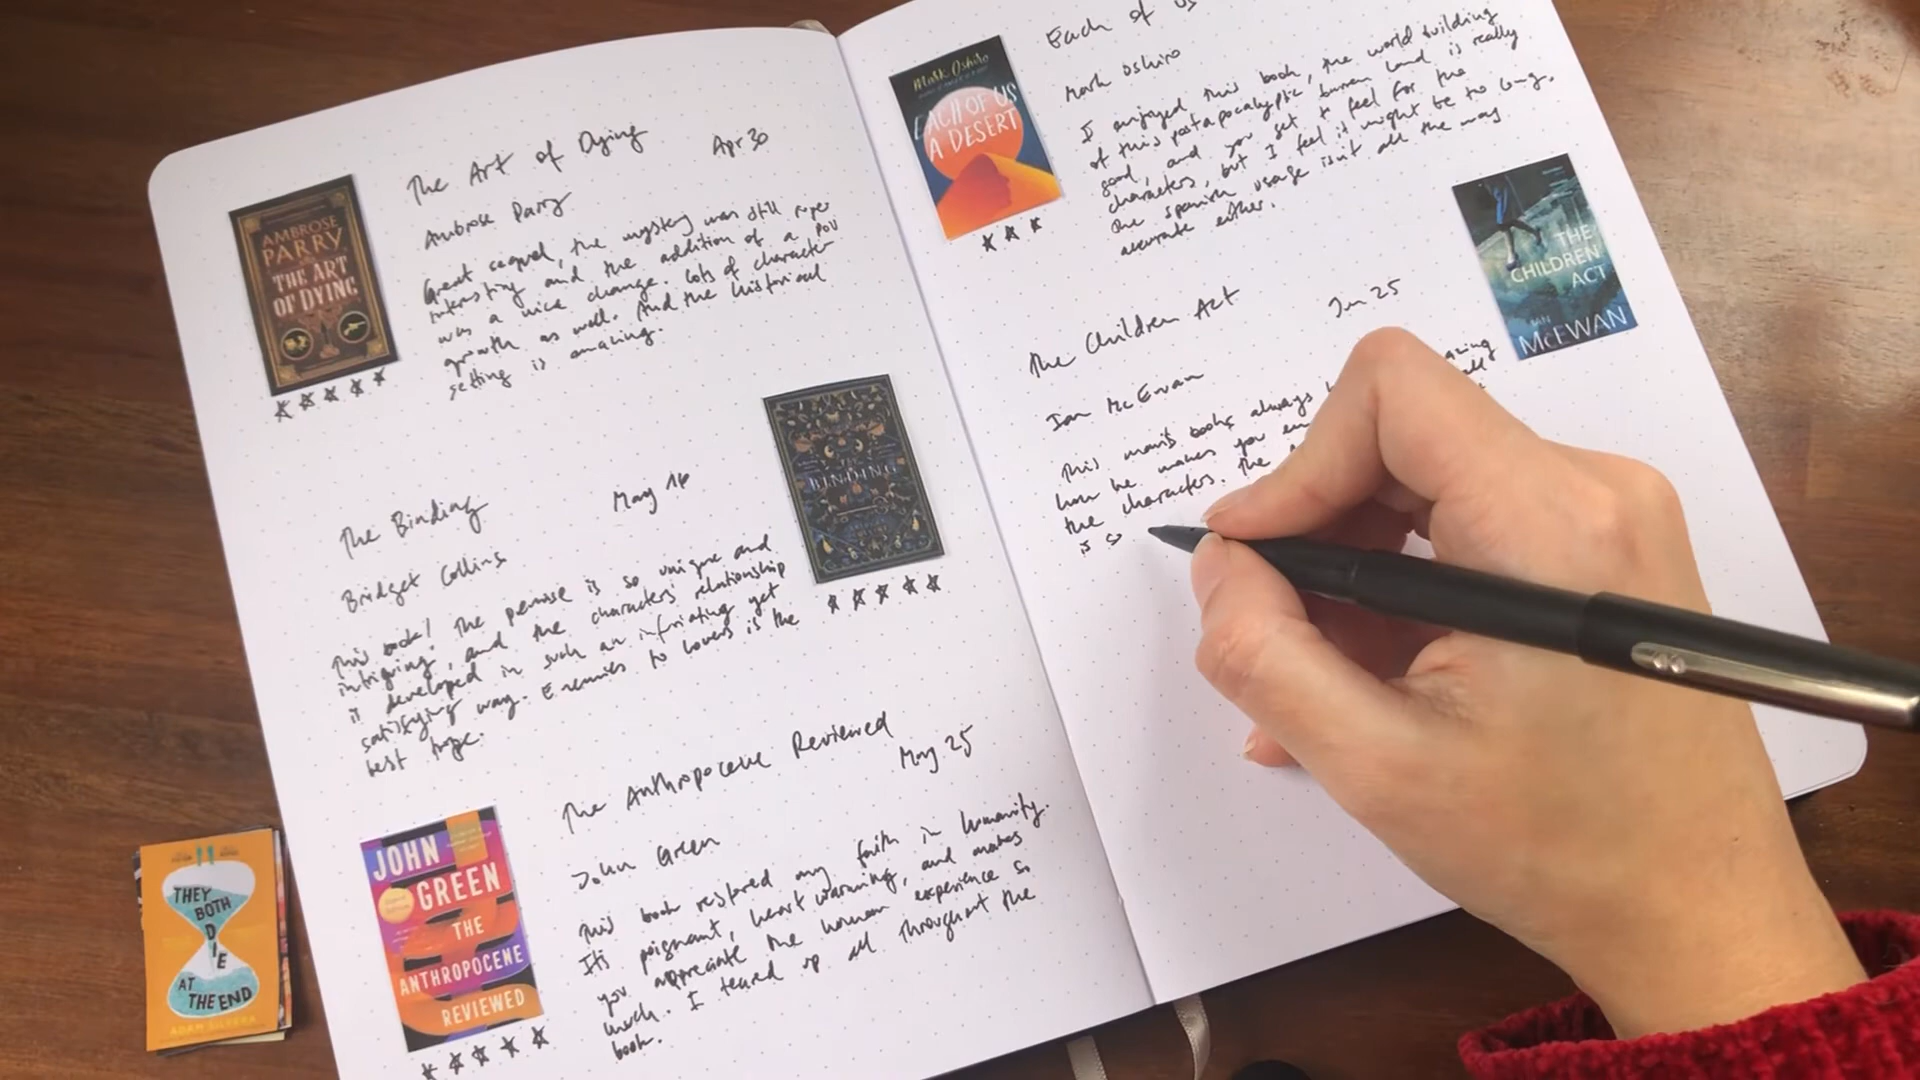 The Art of Dying
Apr 30
Ambrose Parry
Great sequel, the mystery was still super
interesting and the addition of a POV
was a nice change. Lots of character
growth as well. And the historical
setting is amazing.
AMBROSE
PARRY
THE ART
OF DYING
The Binding
May 14
Bridget Collins
This book! The premise is so unique and
intriguing, and the characters' relationship
is developed in such an infuriating yet
satisfying way. Enemies to lovers is the
best trope.
BINDING
The Anthropocene Reviewed
May 25
John Green
This book restored my faith in humanity.
It's poignant, heart warming, and makes
you appreciate the human experience so
much. I teared up all throughout the
book.
JOHN
GREEN
THE
ANTHROPOCENE
REVIEWED
THEY
BOTH
DIE
AT
THE END
ADAM SILVERA
Each of Us
Mark Oshiro
I enjoyed this book, the world building
of this postapocalyptic burned land is really
good, and you get to feel for the
characters, but I feel it might be too long.
The spanish usage isn't all the way
accurate either.
Mark Oshiro
EACH OF US
A DESERT
The Children Act
Jun 25
Ian McEwan
This man's books always
how he makes you
the characters. The
is so
THE
CHILDREN
ACT
IAN
McEWAN